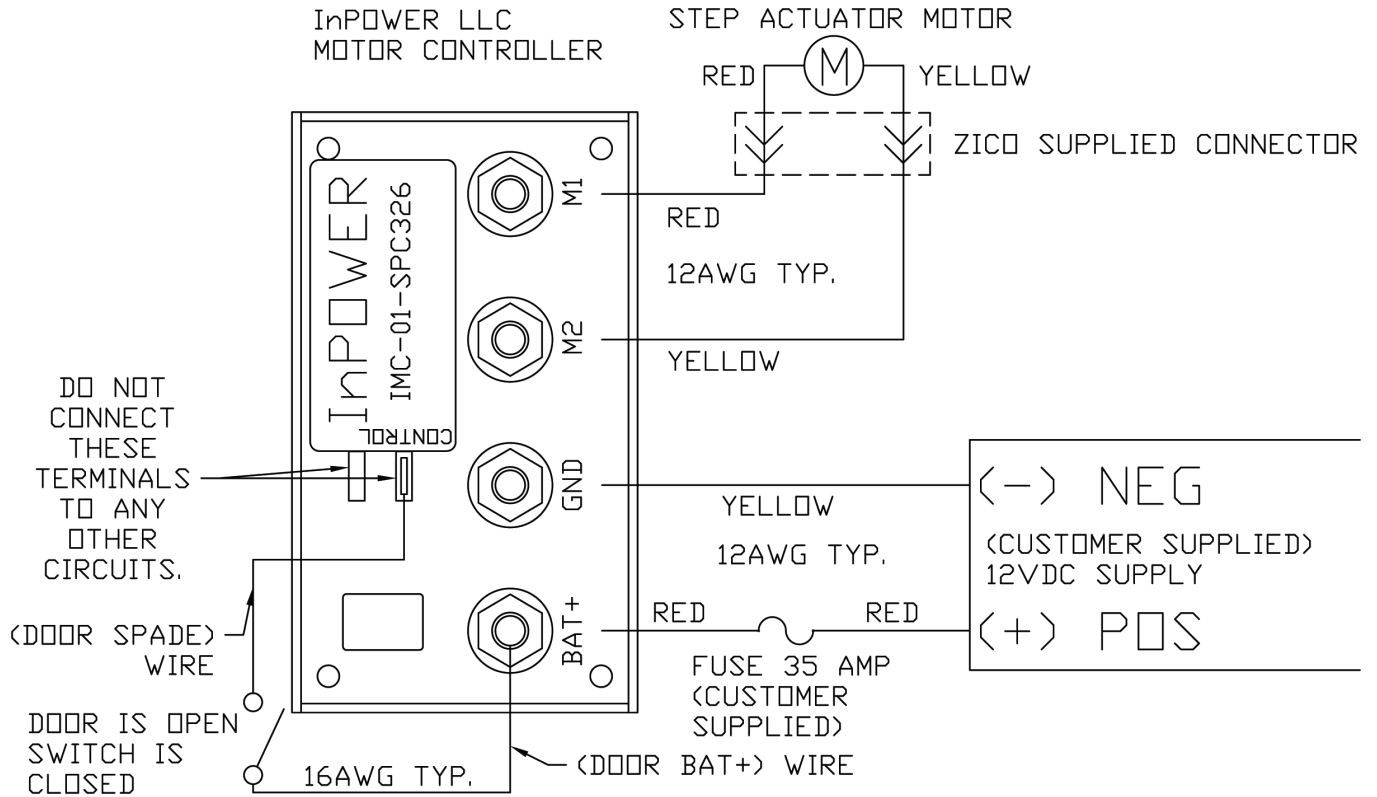 InPOWER LLC
MOTOR CONTROLLER
STEP ACTUATOR MOTOR
RED
M
YELLOW
ZICO SUPPLIED CONNECTOR
InPOWER
IMC-01-SPC326
CONTROL
M1
RED
12AWG TYP.
M2
YELLOW
DO NOT
CONNECT
THESE
TERMINALS
TO ANY
OTHER
CIRCUITS.
GND
YELLOW
12AWG TYP.
(-) NEG
(CUSTOMER SUPPLIED)
12VDC SUPPLY
(+) POS
BAT+
RED
RED
FUSE 35 AMP
(CUSTOMER
SUPPLIED)
(DOOR SPADE)
WIRE
DOOR IS OPEN
SWITCH IS
CLOSED
16AWG TYP.
(DOOR BAT+) WIRE